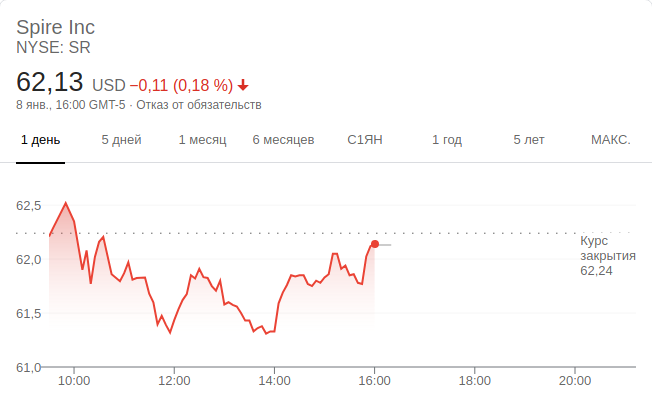 Spire Inc
NYSE: SR
62,13 USD −0,11 (0,18 %)
8 янв., 16:00 GMT-5 · Отказ от обязательств
1 день 5 дней 1 месяц 6 месяцев С1ЯН 1 год 5 лет МАКС.
62,5
62,0
61,5
61,0
Курс
закрытия
62,24
10:00 12:00 14:00 16:00 18:00 20:00